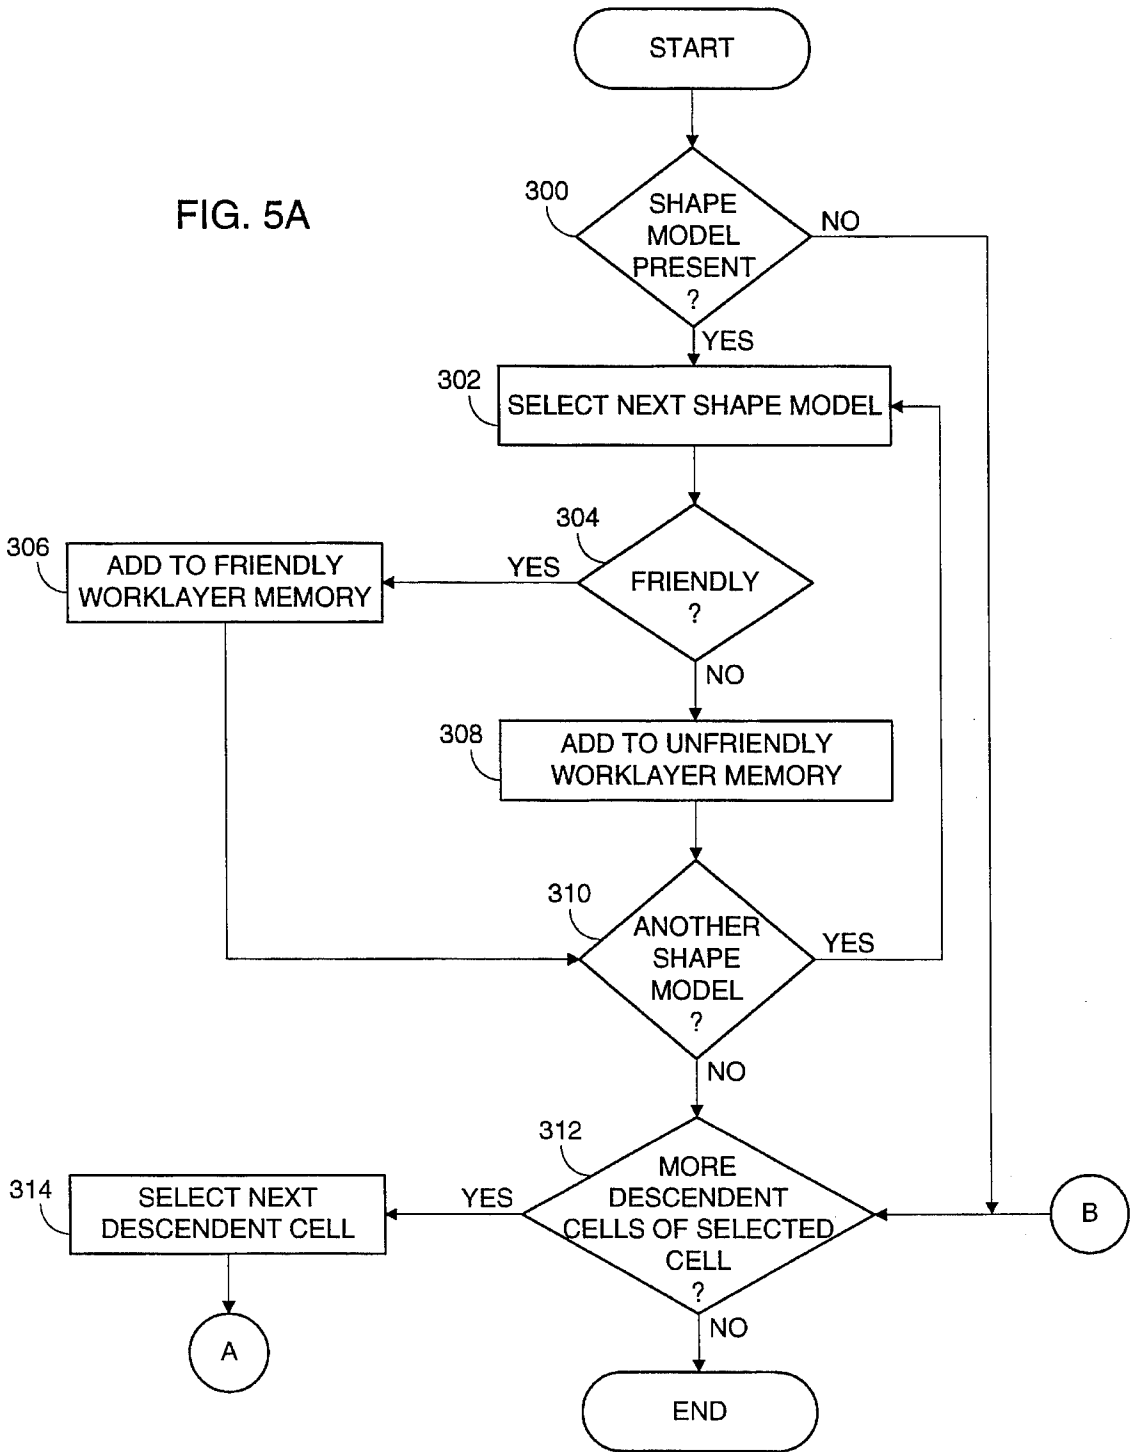 START
FIG. 5A
300
SHAPE
MODEL
PRESENT
?
NO
YES
302
SELECT NEXT SHAPE MODEL
304
FRIENDLY
?
YES
306
ADD TO FRIENDLY
WORKLAYER MEMORY
NO
308
ADD TO UNFRIENDLY
WORKLAYER MEMORY
310
ANOTHER
SHAPE
MODEL
?
YES
NO
312
MORE
DESCENDENT
CELLS OF SELECTED
CELL
?
YES
314
SELECT NEXT
DESCENDENT CELL
B
A
NO
END